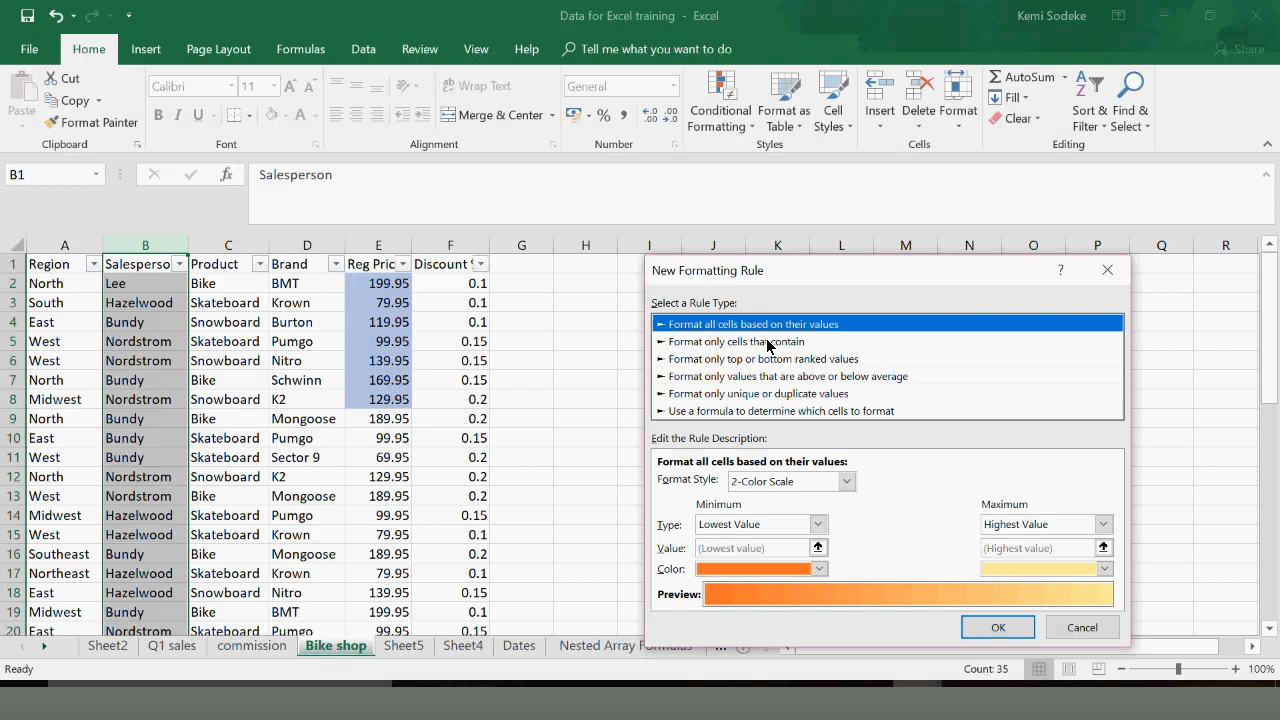 Data for Excel training - Excel
Kemi Sodeke
File Home Insert Page Layout Formulas Data Review View Help Tell me what you want to do Share
Paste
Cut
Copy
Format Painter
Clipboard
Calibri 11
B I U
Font
Wrap Text
Merge & Center
Alignment
General
Number
Conditional Formatting
Format as Table
Cell Styles
Styles
Insert Delete Format
Cells
AutoSum
Fill
Clear
Sort & Filter
Find & Select
Editing
B1 fx Salesperson
A B C D E F G H I J K L M N O P Q R
1 Region Salesperso Product Brand Reg Pric Discount
2 North Lee Bike BMT 199.95 0.1
3 South Hazelwood Skateboard Krown 79.95 0.1
4 East Bundy Snowboard Burton 119.95 0.1
5 West Nordstrom Skateboard Pumgo 99.95 0.15
6 West Nordstrom Snowboard Nitro 139.95 0.15
7 North Bundy Bike Schwinn 169.95 0.15
8 Midwest Nordstrom Snowboard K2 129.95 0.2
9 North Bundy Bike Mongoose 189.95 0.2
10 East Bundy Skateboard Pumgo 99.95 0.15
11 West Bundy Skateboard Sector 9 69.95 0.2
12 North Nordstrom Snowboard K2 129.95 0.2
13 West Nordstrom Bike Mongoose 189.95 0.2
14 Midwest Hazelwood Skateboard Pumgo 99.95 0.15
15 West Hazelwood Skateboard Krown 79.95 0.1
16 Southeast Bundy Bike Mongoose 189.95 0.2
17 Northeast Hazelwood Skateboard Krown 79.95 0.1
18 East Hazelwood Snowboard Nitro 139.95 0.15
19 Midwest Bundy Bike BMT 199.95 0.1
20 East Nordstrom Skateboard Pumgo 99.95 0.15
New Formatting Rule ?
Select a Rule Type:
► Format all cells based on their values
► Format only cells that contain
► Format only top or bottom ranked values
► Format only values that are above or below average
► Format only unique or duplicate values
► Use a formula to determine which cells to format
Edit the Rule Description:
Format all cells based on their values:
Format Style: 2-Color Scale
Minimum Maximum
Type: Lowest Value Highest Value
Value: (Lowest value) (Highest value)
Color:
Preview:
OK Cancel
Sheet2 Q1 sales commission Bike shop Sheet5 Sheet4 Dates Nested Array Formulas ...
Ready Count: 35 100%